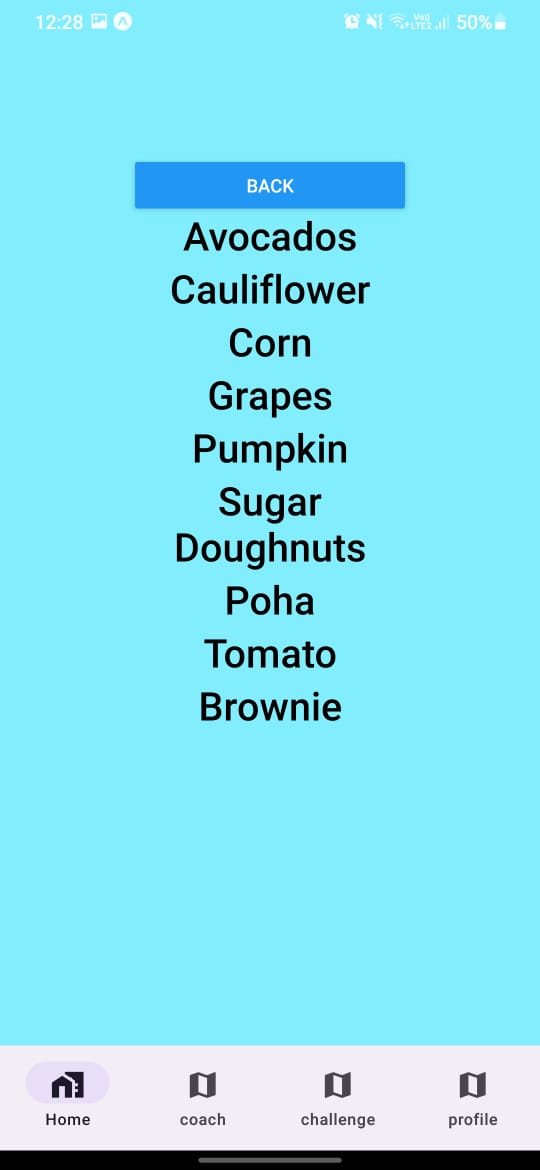 12:28
Vo) LTE2 50%
BACK
Avocados
Cauliflower
Corn
Grapes
Pumpkin
Sugar
Doughnuts
Poha
Tomato
Brownie
Home coach challenge profile